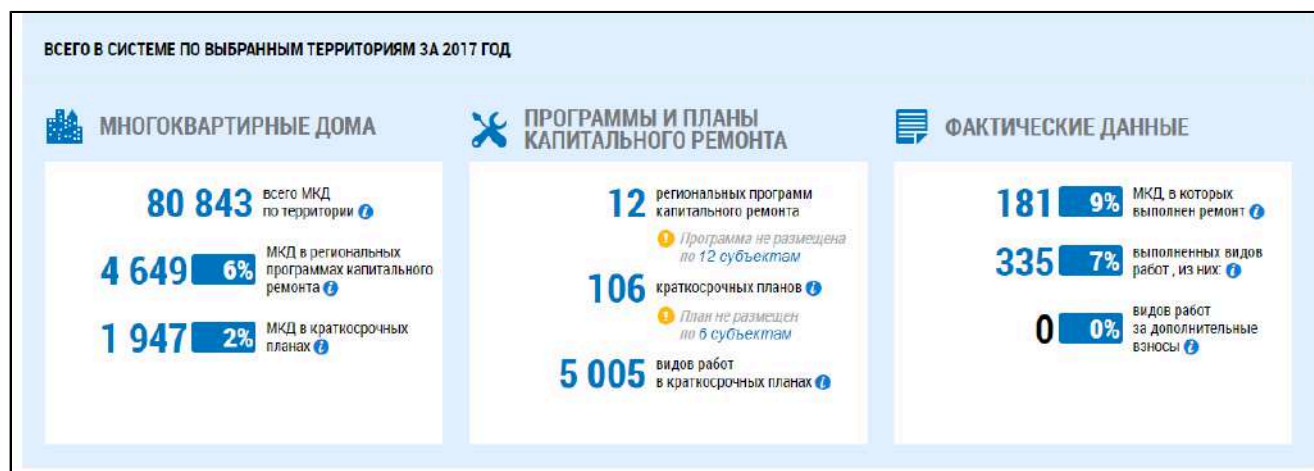 ВСЕГО В СИСТЕМЕ ПО ВЫБРАННЫМ ТЕРРИТОРИЯМ ЗА 2017 ГОД
МНОГОКВАРТИРНЫЕ ДОМА
80 843 всего МКД
по территории
4 649 6% МКД в региональных
программах капитального
ремонта
1 947 2% МКД в краткосрочных
планах
ПРОГРАММЫ И ПЛАНЫ
КАПИТАЛЬНОГО РЕМОНТА
12 региональных программ
капитального ремонта
Программа не размещена
по 12 субъектам
106 краткосрочных планов
План не размещен
по 6 субъектам
5 005 видов работ
в краткосрочных планах
ФАКТИЧЕСКИЕ ДАННЫЕ
181 9% МКД, в которых
выполнен ремонт
335 7% выполненных видов
работ , из них:
0 0% видов работ
за дополнительные
взносы